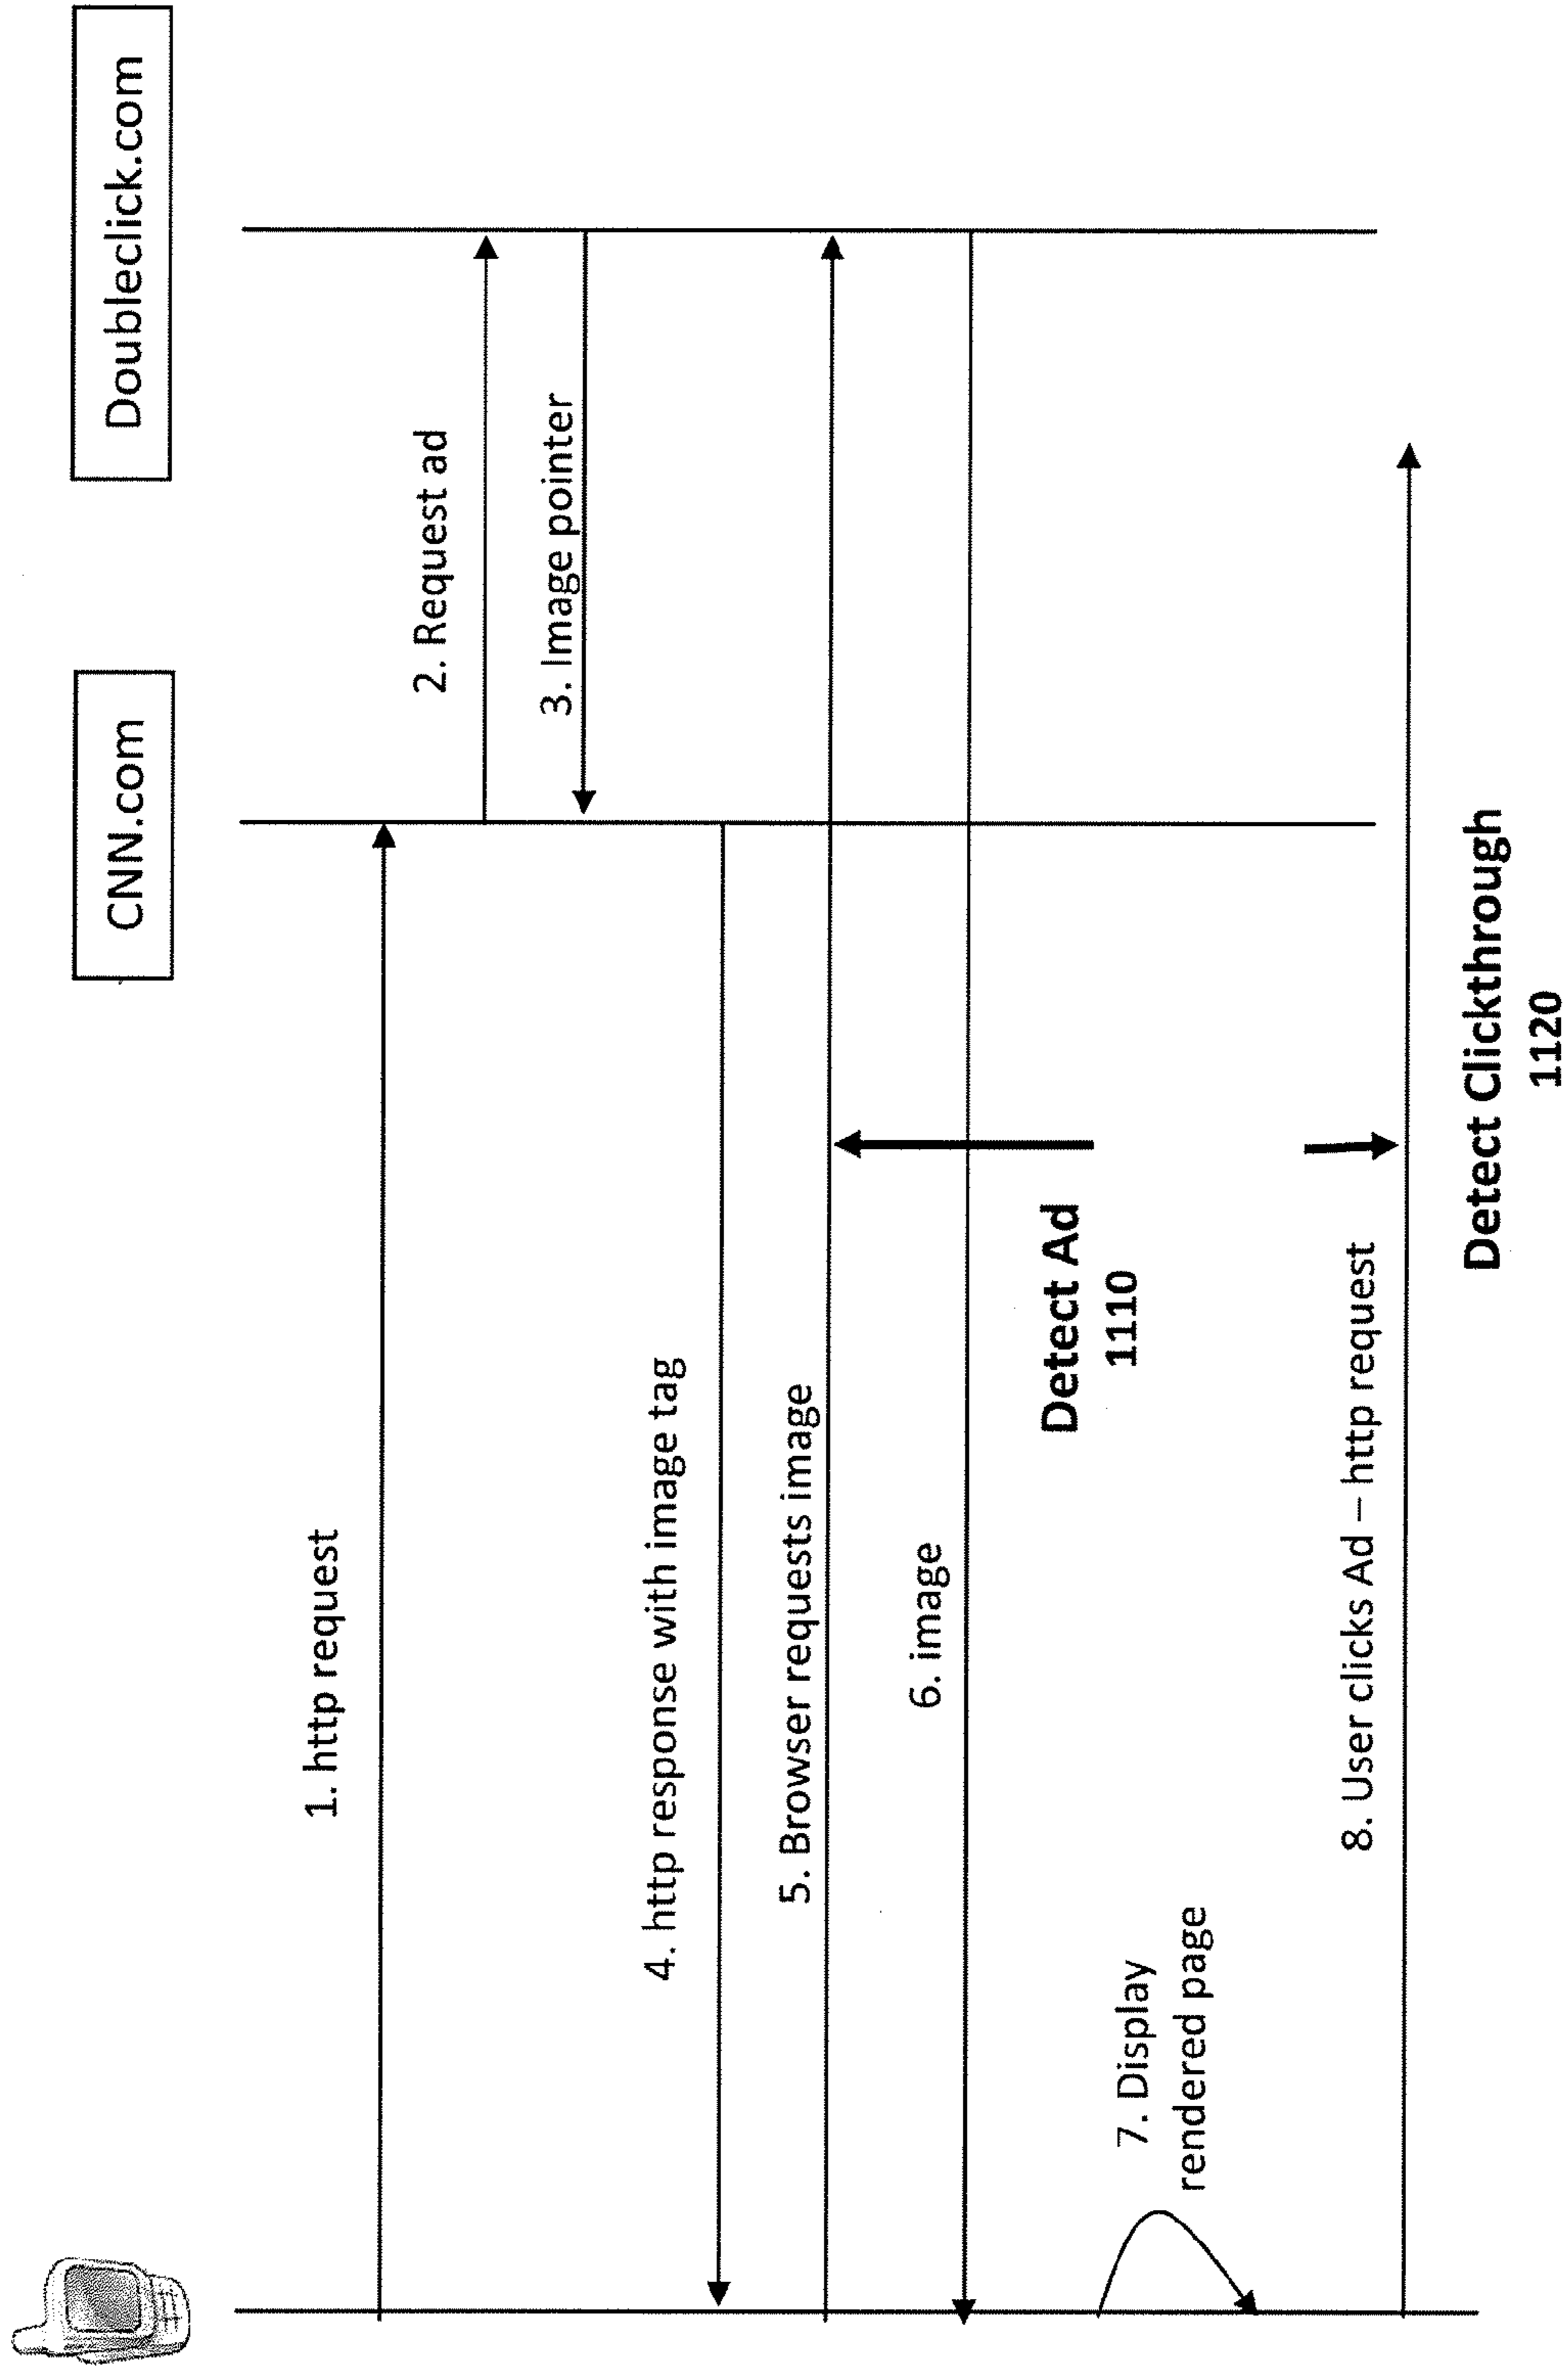 CNN.com
Doubleclick.com
1. http request
2. Request ad
3. Image pointer
4. http response with image tag
5. Browser requests image
6. image
Detect Ad
1110
7. Display
rendered page
8. User clicks Ad – http request
Detect Clickthrough
1120